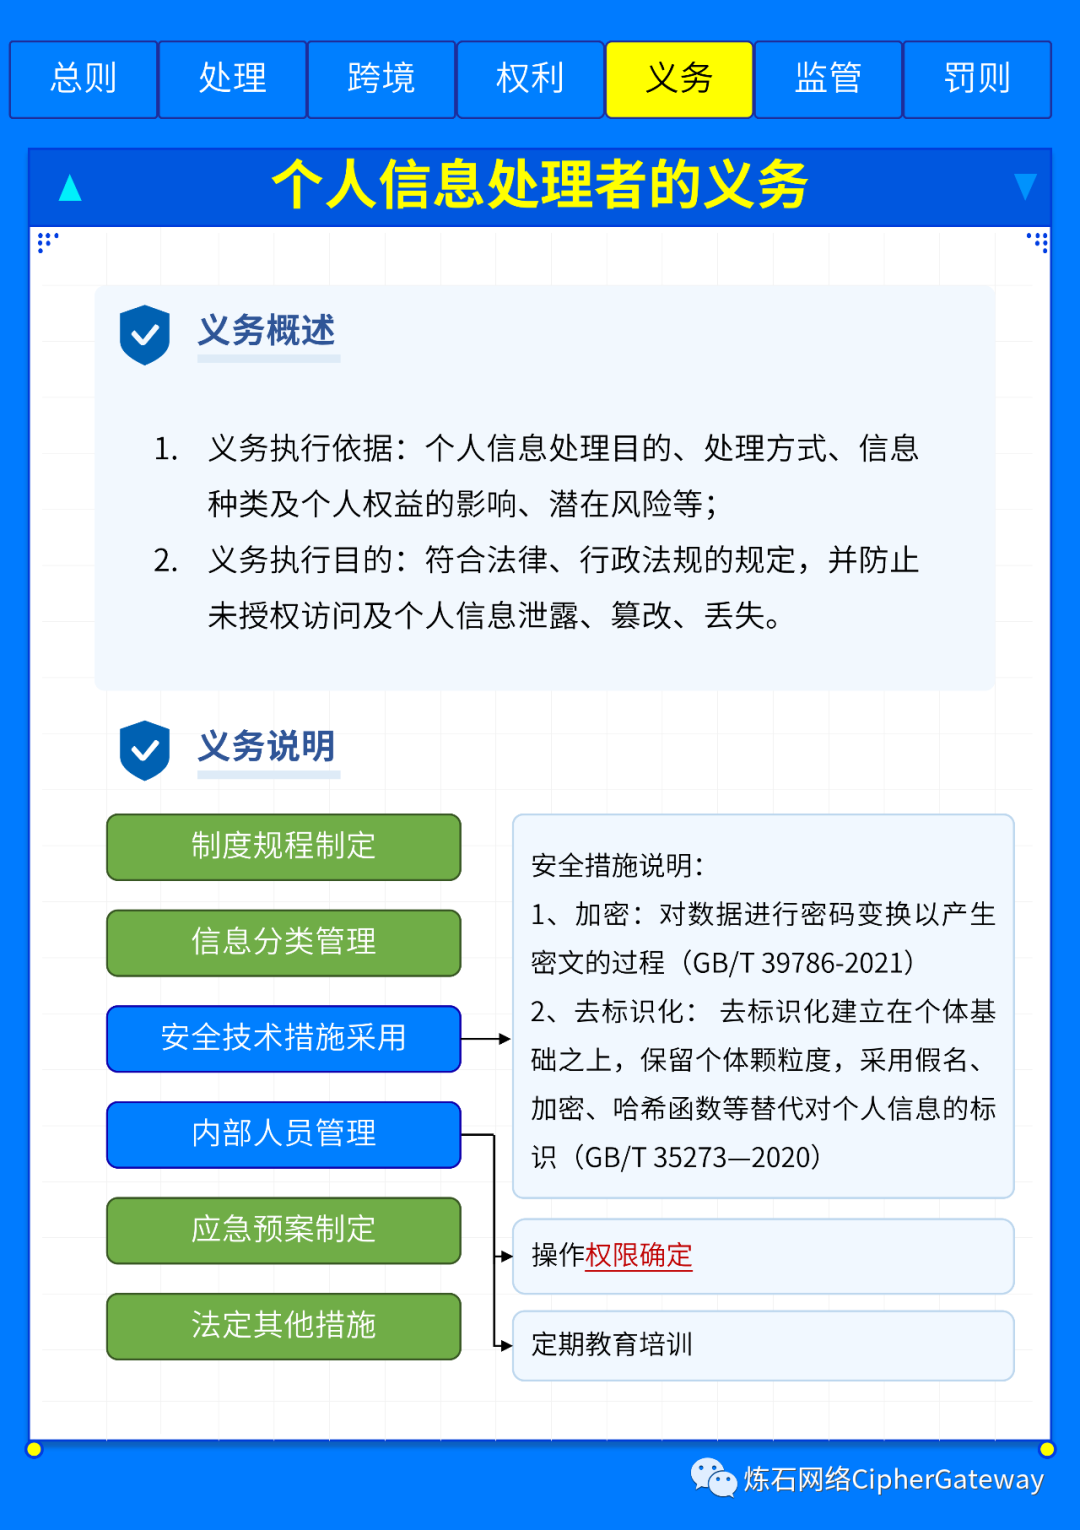 总则 处理 跨境 权利 义务 监管 罚则
个人信息处理者的义务
义务概述
1. 义务执行依据：个人信息处理目的、处理方式、信息
种类及个人权益的影响、潜在风险等；
2. 义务执行目的：符合法律、行政法规的规定，并防止
未授权访问及个人信息泄露、篡改、丢失。
义务说明
制度规程制定
信息分类管理
安全技术措施采用
内部人员管理
应急预案制定
法定其他措施
安全措施说明：
1、加密：对数据进行密码变换以产生
密文的过程（GB/T 39786-2021）
2、去标识化： 去标识化建立在个体基
础之上，保留个体颗粒度，采用假名、
加密、哈希函数等替代对个人信息的标
识（GB/T 35273—2020）
操作权限确定
定期教育培训
炼石网络CipherGateway